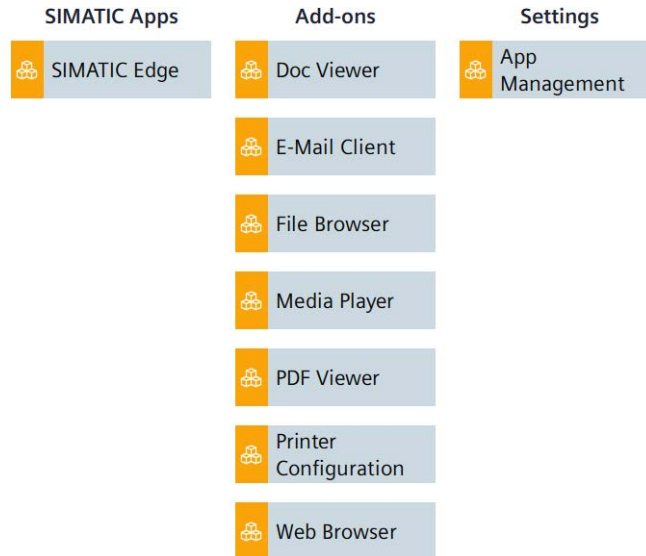 SIMATIC Apps
Add-ons
Settings
SIMATIC Edge
Doc Viewer
App
Management
E-Mail Client
File Browser
Media Player
PDF Viewer
Printer
Configuration
Web Browser